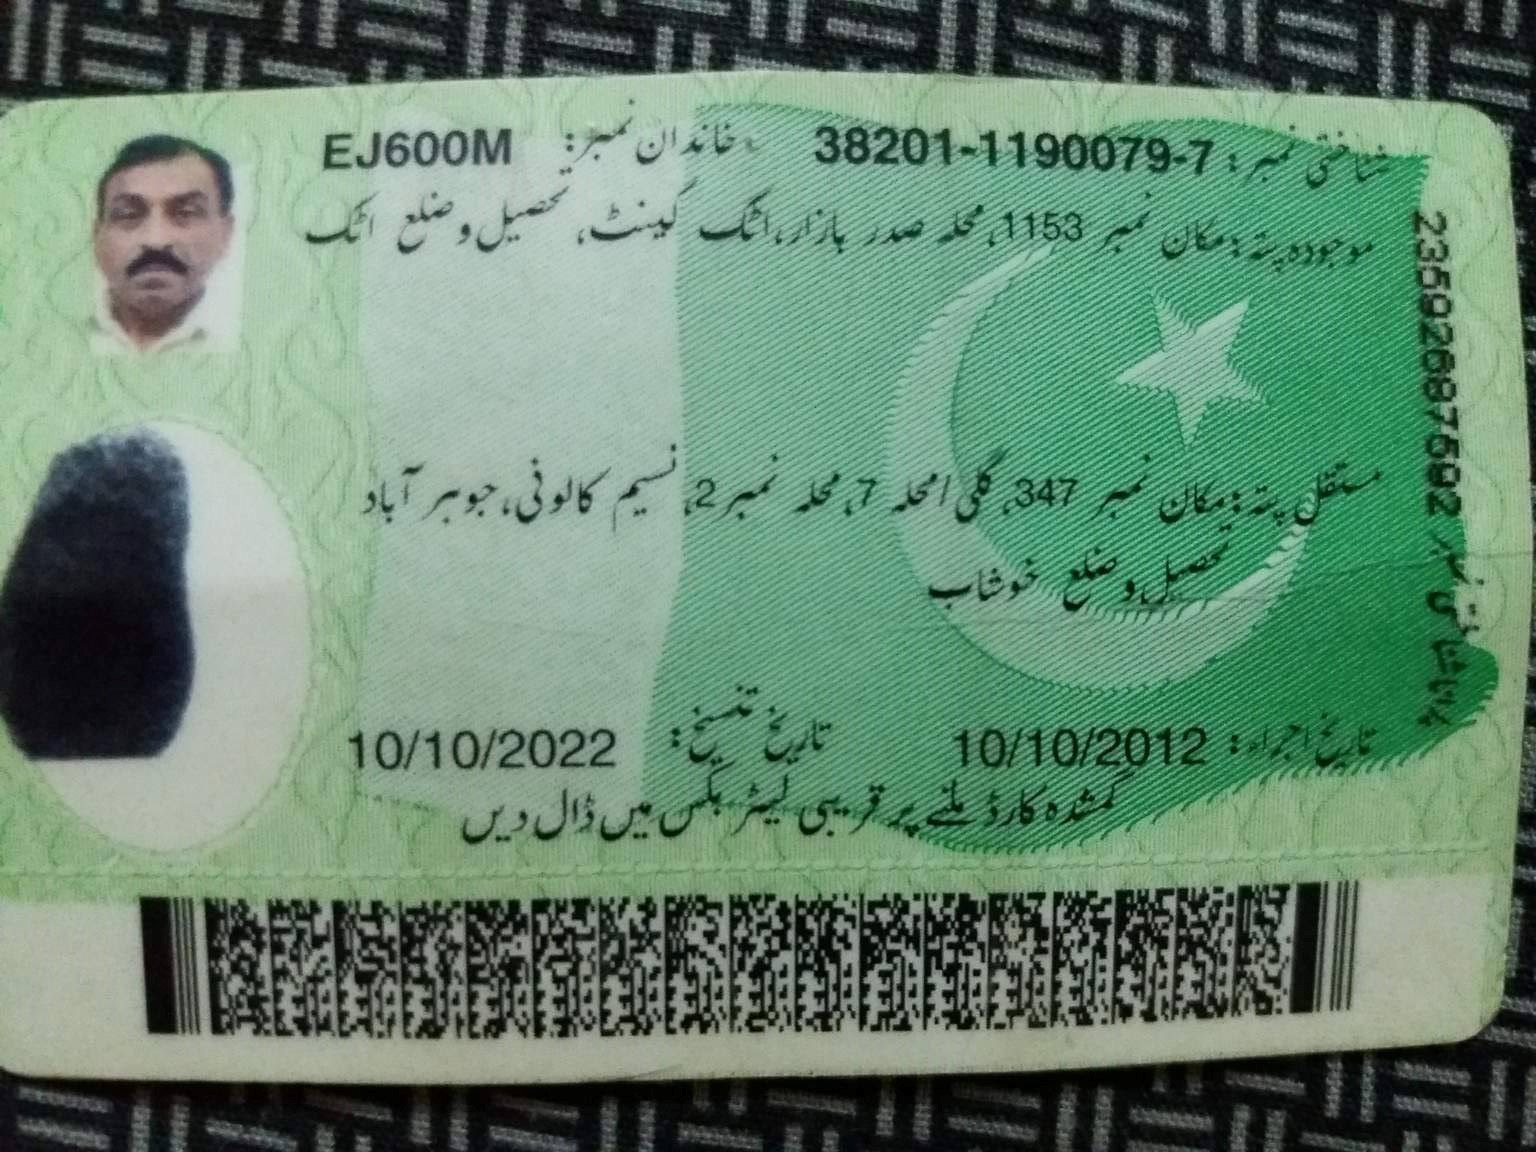 شناختی نمبر: 38201-1190079-7 خاندان نمبر: EJ600M
موجودہ پتہ: مکان نمبر 1153، محلہ صدر بازار، اٹک کینٹ، تحصیل و ضلع اٹک
مستقل پتہ: مکان نمبر 347، گلی/محلہ 7، محلہ نمبر 2، نسیم کالونی، جوہر آباد
تحصیل و ضلع خوشاب
تاریخ اجراء: 10/10/2012 تاریخ تنسیخ: 10/10/2022
گمشدہ کارڈ ملنے پر قریبی لیٹر بکس میں ڈال دیں